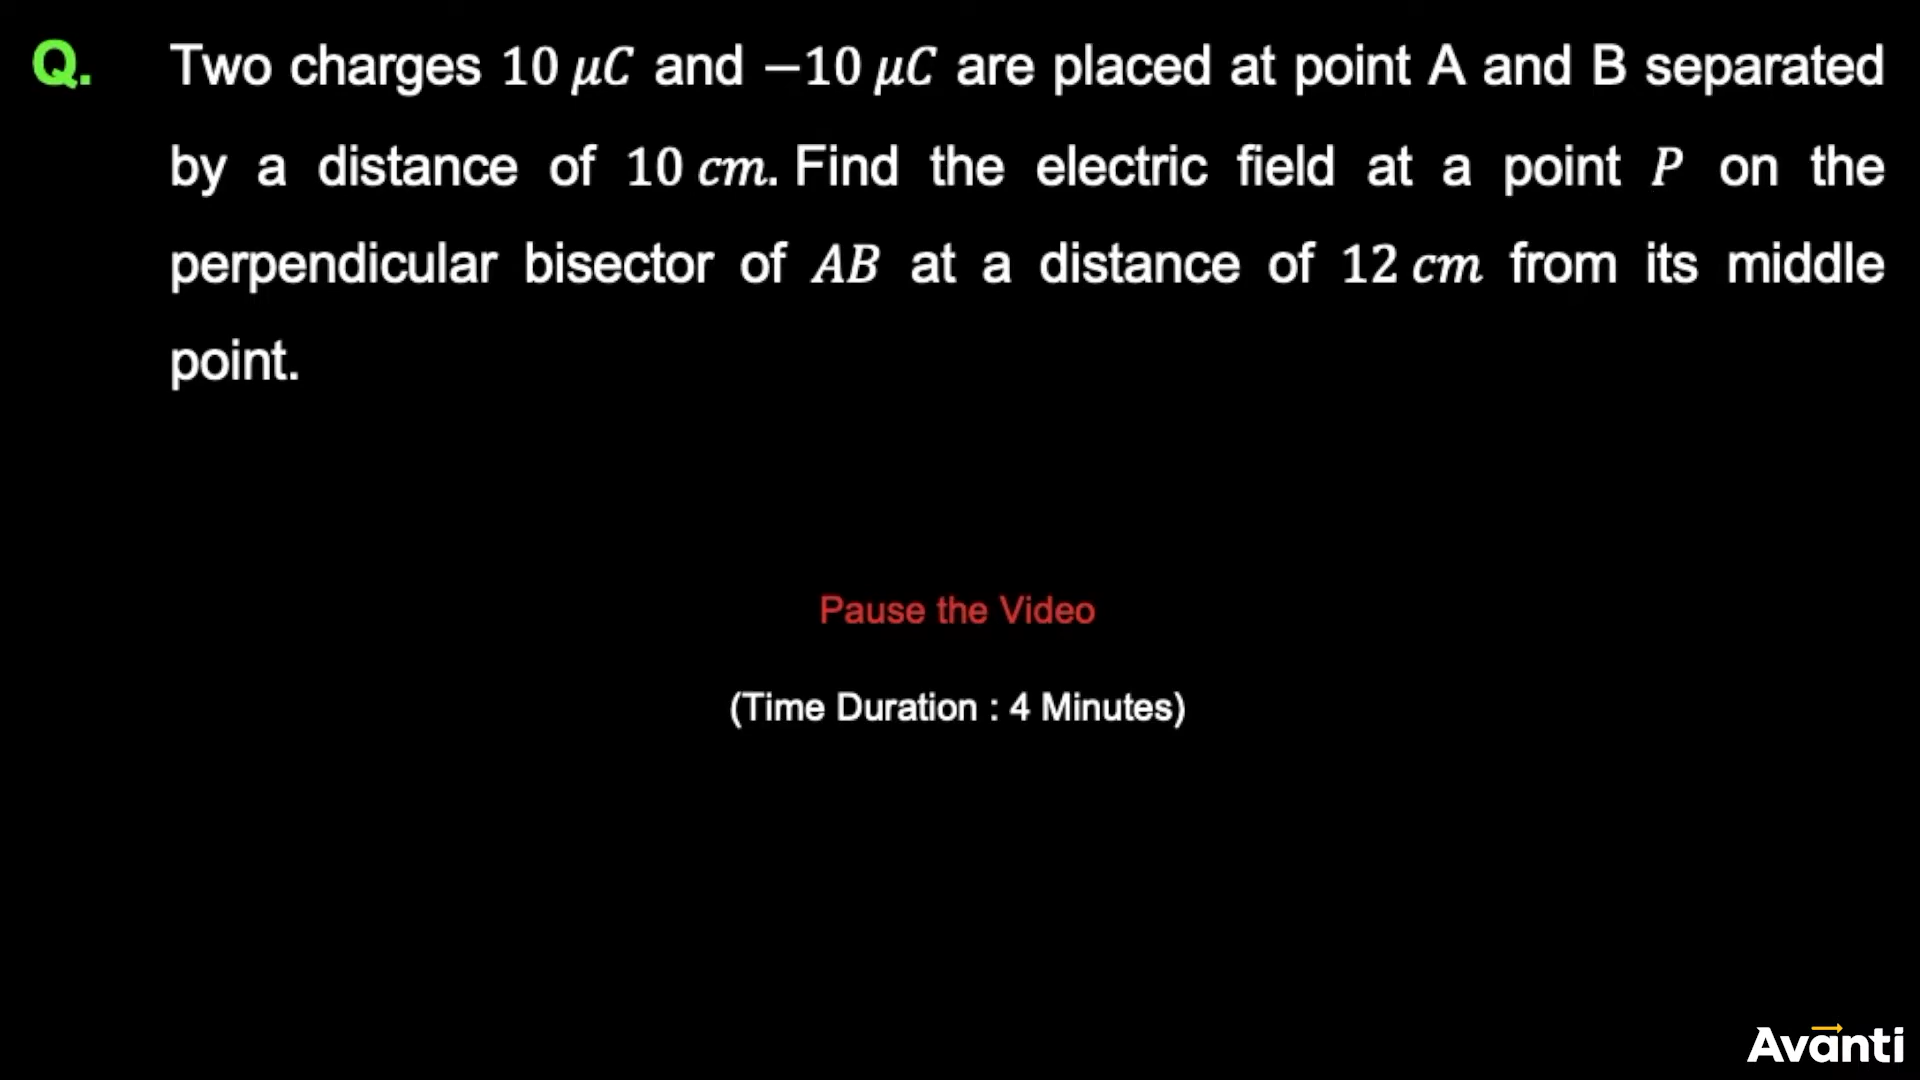 Q. Two charges 10 μC and −10 μC are placed at point A and B separated
by a distance of 10 cm. Find the electric field at a point P on the
perpendicular bisector of AB at a distance of 12 cm from its middle
point.
Pause the Video
(Time Duration : 4 Minutes)
Avanti